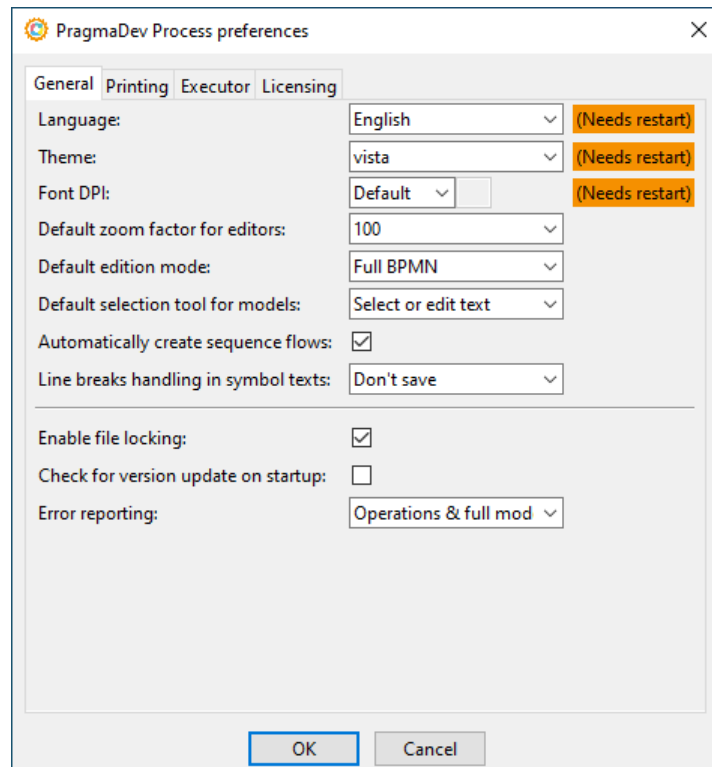 PragmaDev Process preferences
General Printing Executor Licensing
Language: English (Needs restart)
Theme: vista (Needs restart)
Font DPI: Default (Needs restart)
Default zoom factor for editors: 100
Default edition mode: Full BPMN
Default selection tool for models: Select or edit text
Automatically create sequence flows:
Line breaks handling in symbol texts: Don't save
Enable file locking:
Check for version update on startup:
Error reporting: Operations & full mod
OK Cancel